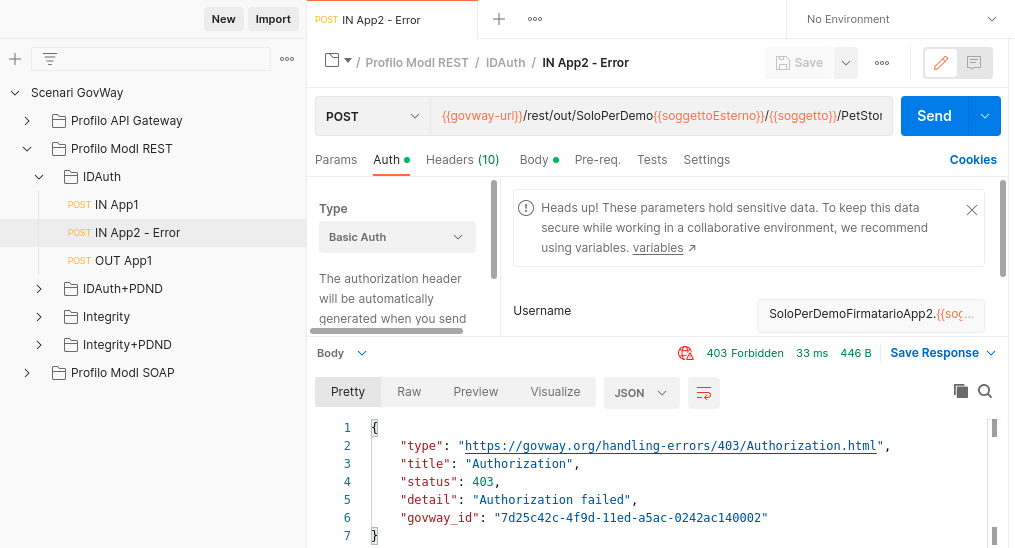 New
Import
Scenari GovWay
Profilo API Gateway
Profilo ModI REST
IDAuth
POST IN App1
POST IN App2 - Error
POST OUT App1
IDAuth+PDND
Integrity
Integrity+PDND
Profilo ModI SOAP
POST IN App2 - Error
No Environment
/ Profilo ModI REST / IDAuth / IN App2 - Error
Save
POST
{{govway-url}}/rest/out/SoloPerDemo{{soggettoEsterno}}/{{soggetto}}/PetStor
Send
Params Auth Headers (10) Body Pre-req. Tests Settings
Cookies
Type
Basic Auth
The authorization header
will be automatically
generated when you send
Heads up! These parameters hold sensitive data. To keep this data
secure while working in a collaborative environment, we recommend
using variables. variables ↗
Username
SoloPerDemoFirmatarioApp2.{{sog...
Body
403 Forbidden 33 ms 446 B
Save Response
Pretty Raw Preview Visualize JSON
1 {
2 "type": "https://govway.org/handling-errors/403/Authorization.html",
3 "title": "Authorization",
4 "status": 403,
5 "detail": "Authorization failed",
6 "govway_id": "7d25c42c-4f9d-11ed-a5ac-0242ac140002"
7 }